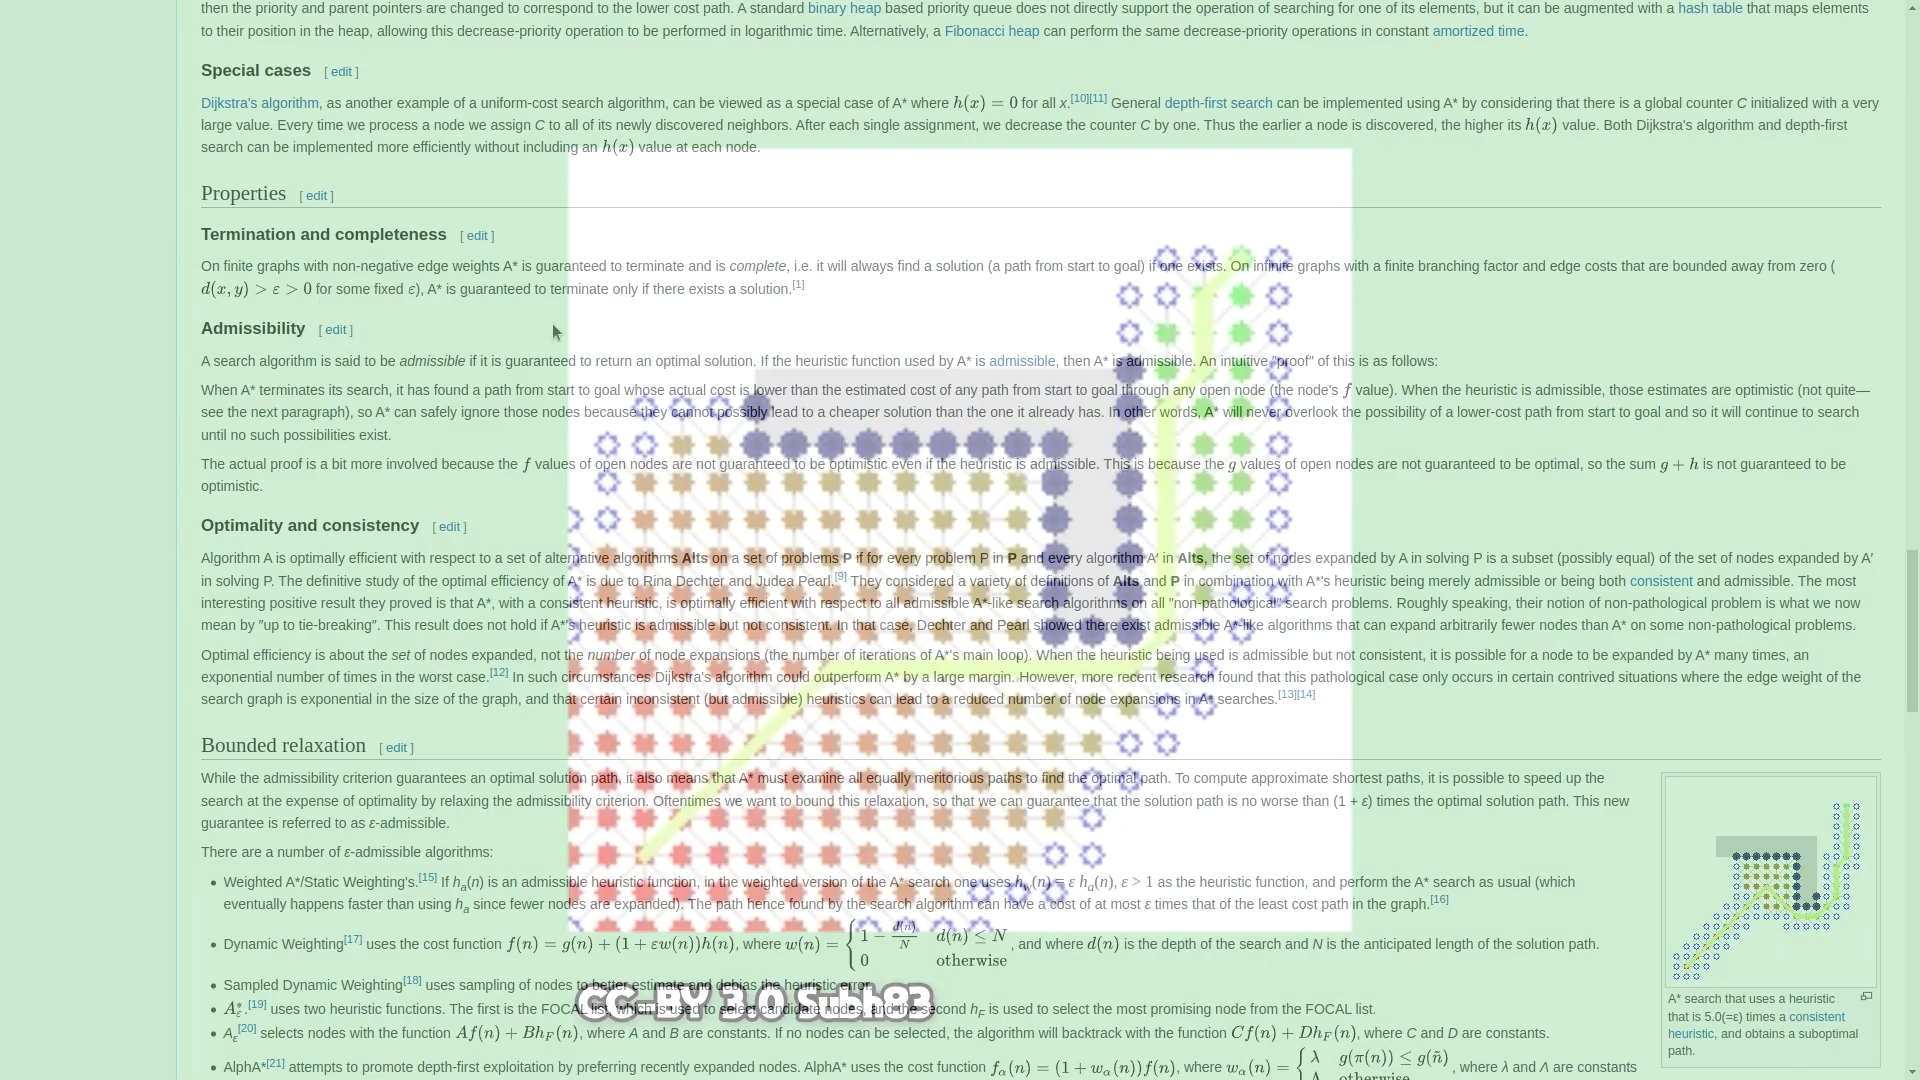 then the priority and parent pointers are changed to correspond to the lower cost path. A standard binary heap based priority queue does not directly support the operation of searching for one of its elements, but it can be augmented with a hash table that maps elements
to their position in the heap, allowing this decrease-priority operation to be performed in logarithmic time. Alternatively, a Fibonacci heap can perform the same decrease-priority operations in constant amortized time.
Special cases [ edit ]
Dijkstra's algorithm, as another example of a uniform-cost search algorithm, can be viewed as a special case of A* where h(x) = 0 for all x.[10][11] General depth-first search can be implemented using A* by considering that there is a global counter C initialized with a very
large value. Every time we process a node we assign C to all of its newly discovered neighbors. After each single assignment, we decrease the counter C by one. Thus the earlier a node is discovered, the higher its h(x) value. Both Dijkstra's algorithm and depth-first
search can be implemented more efficiently without including an h(x) value at each node.
Properties [ edit ]
Termination and completeness [ edit ]
On finite graphs with non-negative edge weights A* is guaranteed to terminate and is complete, i.e. it will always find a solution (a path from start to goal) if one exists. On infinite graphs with a finite branching factor and edge costs that are bounded away from zero (
d(x, y) > ε > 0 for some fixed ε), A* is guaranteed to terminate only if there exists a solution.[1]
Admissibility [ edit ]
A search algorithm is said to be admissible if it is guaranteed to return an optimal solution. If the heuristic function used by A* is admissible, then A* is admissible. An intuitive "proof" of this is as follows:
When A* terminates its search, it has found a path from start to goal whose actual cost is lower than the estimated cost of any path from start to goal through any open node (the node's f value). When the heuristic is admissible, those estimates are optimistic (not quite—
see the next paragraph), so A* can safely ignore those nodes because they cannot possibly lead to a cheaper solution than the one it already has. In other words, A* will never overlook the possibility of a lower-cost path from start to goal and so it will continue to search
until no such possibilities exist.
The actual proof is a bit more involved because the f values of open nodes are not guaranteed to be optimistic even if the heuristic is admissible. This is because the g values of open nodes are not guaranteed to be optimal, so the sum g + h is not guaranteed to be
optimistic.
Optimality and consistency [ edit ]
Algorithm A is optimally efficient with respect to a set of alternative algorithms Alts on a set of problems P if for every problem P in P and every algorithm A′ in Alts, the set of nodes expanded by A in solving P is a subset (possibly equal) of the set of nodes expanded by A′
in solving P. The definitive study of the optimal efficiency of A* is due to Rina Dechter and Judea Pearl.[9] They considered a variety of definitions of Alts and P in combination with A*'s heuristic being merely admissible or being both consistent and admissible. The most
interesting positive result they proved is that A*, with a consistent heuristic, is optimally efficient with respect to all admissible A*-like search algorithms on all ″non-pathological″ search problems. Roughly speaking, their notion of non-pathological problem is what we now
mean by ″up to tie-breaking″. This result does not hold if A*'s heuristic is admissible but not consistent. In that case, Dechter and Pearl showed there exist admissible A*-like algorithms that can expand arbitrarily fewer nodes than A* on some non-pathological problems.
Optimal efficiency is about the set of nodes expanded, not the number of node expansions (the number of iterations of A*'s main loop). When the heuristic being used is admissible but not consistent, it is possible for a node to be expanded by A* many times, an
exponential number of times in the worst case.[12] In such circumstances Dijkstra's algorithm could outperform A* by a large margin. However, more recent research found that this pathological case only occurs in certain contrived situations where the edge weight of the
search graph is exponential in the size of the graph, and that certain inconsistent (but admissible) heuristics can lead to a reduced number of node expansions in A* searches.[13][14]
Bounded relaxation [ edit ]
While the admissibility criterion guarantees an optimal solution path, it also means that A* must examine all equally meritorious paths to find the optimal path. To compute approximate shortest paths, it is possible to speed up the
search at the expense of optimality by relaxing the admissibility criterion. Oftentimes we want to bound this relaxation, so that we can guarantee that the solution path is no worse than (1 + ε) times the optimal solution path. This new
guarantee is referred to as ε-admissible.
There are a number of ε-admissible algorithms:
• Weighted A*/Static Weighting's.[15] If ha(n) is an admissible heuristic function, in the weighted version of the A* search one uses hw(n) = ε ha(n), ε > 1 as the heuristic function, and perform the A* search as usual (which
eventually happens faster than using ha since fewer nodes are expanded). The path hence found by the search algorithm can have a cost of at most ε times that of the least cost path in the graph.[16]
• Dynamic Weighting[17] uses the cost function f(n) = g(n) + (1 + εw(n))h(n), where w(n) = { 1 − d(n)/N d(n) ≤ N
0 otherwise , and where d(n) is the depth of the search and N is the anticipated length of the solution path.
• Sampled Dynamic Weighting[18] uses sampling of nodes to better estimate and debias the heuristic error.
• A*ε.[19] uses two heuristic functions. The first is the FOCAL list, which is used to select candidate nodes, and the second hF is used to select the most promising node from the FOCAL list.
• Aε[20] selects nodes with the function Af(n) + BhF(n), where A and B are constants. If no nodes can be selected, the algorithm will backtrack with the function Cf(n) + DhF(n), where C and D are constants.
• AlphA*[21] attempts to promote depth-first exploitation by preferring recently expanded nodes. AlphA* uses the cost function fα(n) = (1 + wα(n))f(n), where wα(n) = { λ g(π(n)) ≤ g(ñ)
Λ otherwise , where λ and Λ are constants
A* search that uses a heuristic
that is 5.0(=ε) times a consistent
heuristic, and obtains a suboptimal
path.
CC-BY 3.0 Subh83